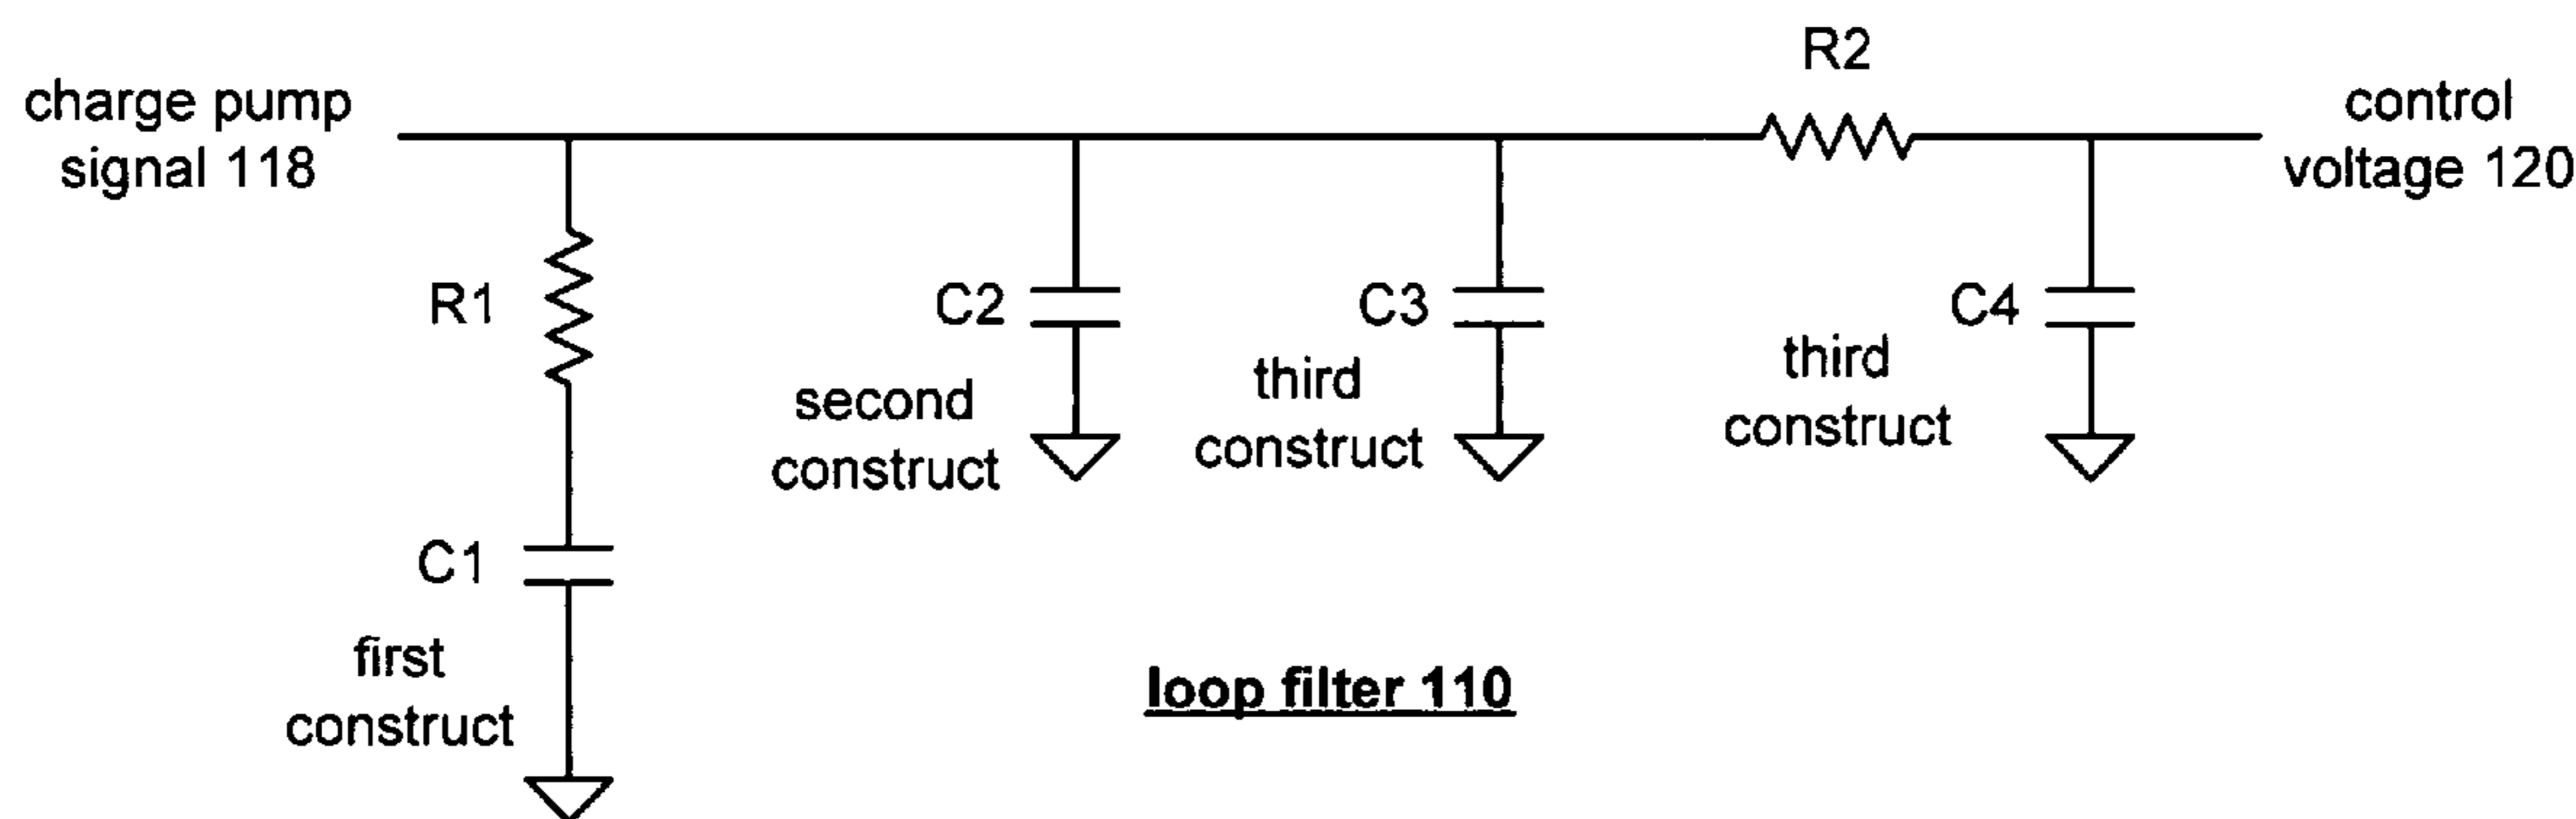 charge pump
signal 118
R2
control
voltage 120
R1
C2
C3
C4
second
construct
third
construct
third
construct
C1
first
construct
loop filter 110